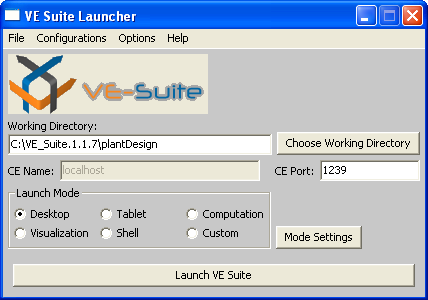 VE Suite Launcher
File Configurations Options Help
VE-Suite
Working Directory:
C:\VE_Suite.1.1.7\plantDesign Choose Working Directory
CE Name: localhost CE Port: 1239
Launch Mode
Desktop Tablet Computation
Visualization Shell Custom
Mode Settings
Launch VE Suite